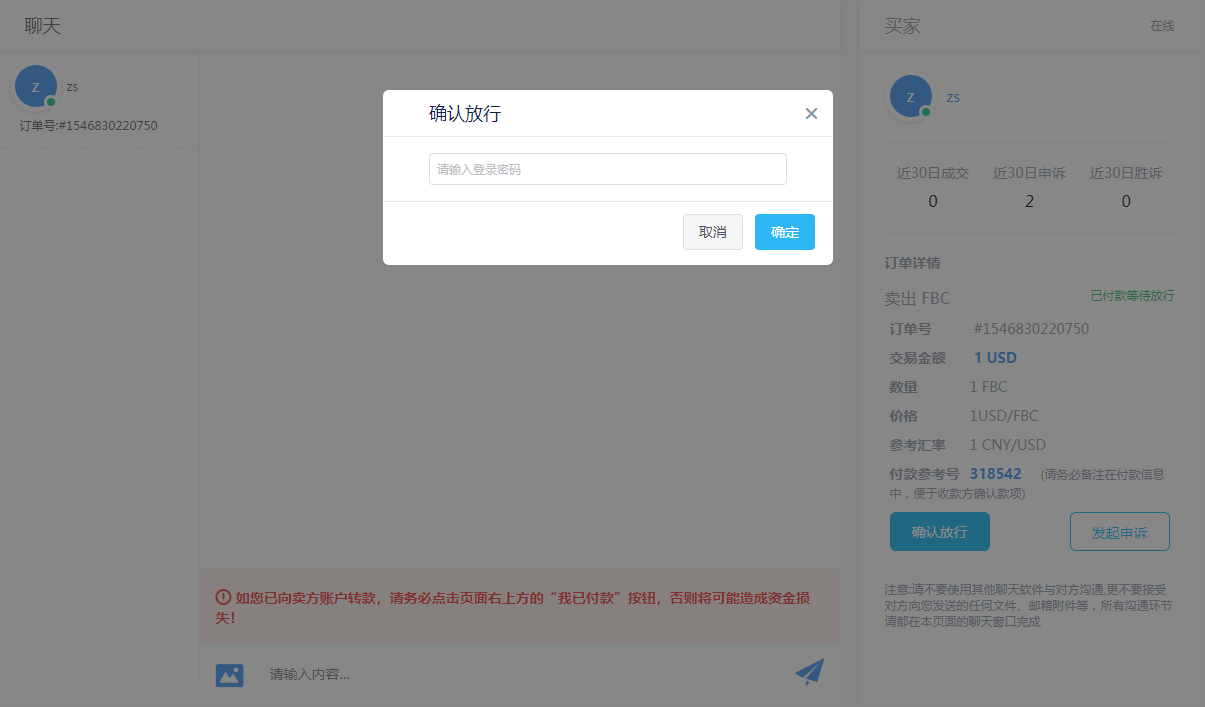 聊天
z
zs
订单号:#1546830220750
确认放行
×
请输入登录密码
取消
确定
如您已向卖方账户转款，请务必点击页面右上方的“我已付款”按钮，否则将可能造成资金损
失！
请输入内容...
买家
在线
z
zs
近30日成交 近30日申诉 近30日胜诉
0 2 0
订单详情
卖出 FBC 已付款等待放行
订单号 #1546830220750
交易金额 1 USD
数量 1 FBC
价格 1USD/FBC
参考汇率 1 CNY/USD
付款参考号 318542 (请务必备注在付款信息
中，便于收款方确认款项)
确认放行 发起申诉
注意:请不要使用其他聊天软件与对方沟通,更不要接受
对方向您发送的任何文件、邮箱附件等，所有沟通环节
请都在本页面的聊天窗口完成